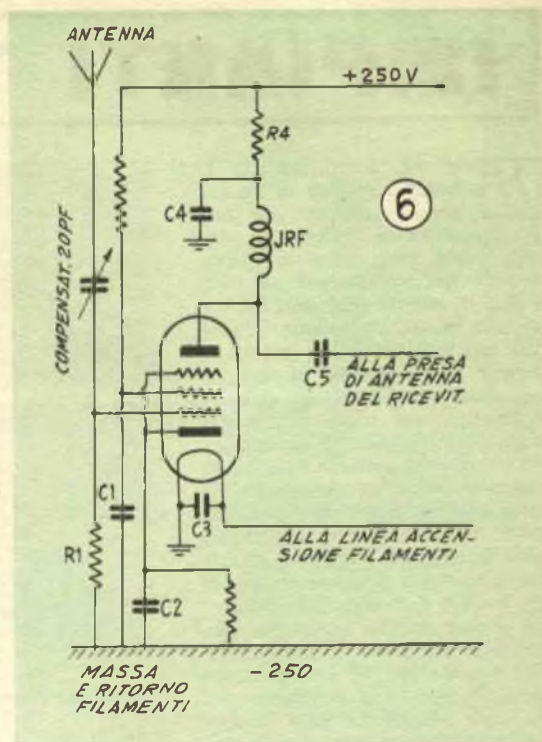 ANTENNA
+250V
R4
6
C4
JRF
COMPENSAT. 20PF
C5
ALLA PRESA
DI ANTENNA
DEL RICEVIT.
C1
C3
ALLA LINEA ACCEN-
SIONE FILAMENTI
R1
C2
MASSA
E RITORNO
FILAMENTI
- 250